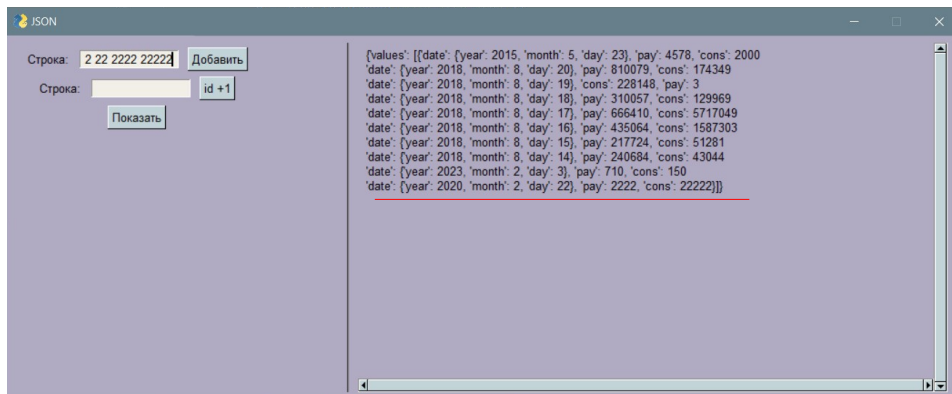 JSON
Строка: 2 22 2222 22222 Добавить
Строка: id +1
Показать
{'values': [[{'date': {'year': 2015, 'month': 5, 'day': 23}, 'pay': 4578, 'cons': 2000
'date': {'year': 2018, 'month': 8, 'day': 20}, 'pay': 810079, 'cons': 174349
'date': {'year': 2018, 'month': 8, 'day': 19}, 'cons': 228148, 'pay': 3
'date': {'year': 2018, 'month': 8, 'day': 18}, 'pay': 310057, 'cons': 129969
'date': {'year': 2018, 'month': 8, 'day': 17}, 'pay': 666410, 'cons': 5717049
'date': {'year': 2018, 'month': 8, 'day': 16}, 'pay': 435064, 'cons': 1587303
'date': {'year': 2018, 'month': 8, 'day': 15}, 'pay': 217724, 'cons': 51281
'date': {'year': 2018, 'month': 8, 'day': 14}, 'pay': 240684, 'cons': 43044
'date': {'year': 2023, 'month': 2, 'day': 3}, 'pay': 710, 'cons': 150
'date': {'year': 2020, 'month': 2, 'day': 22}, 'pay': 2222, 'cons': 22222}]]}